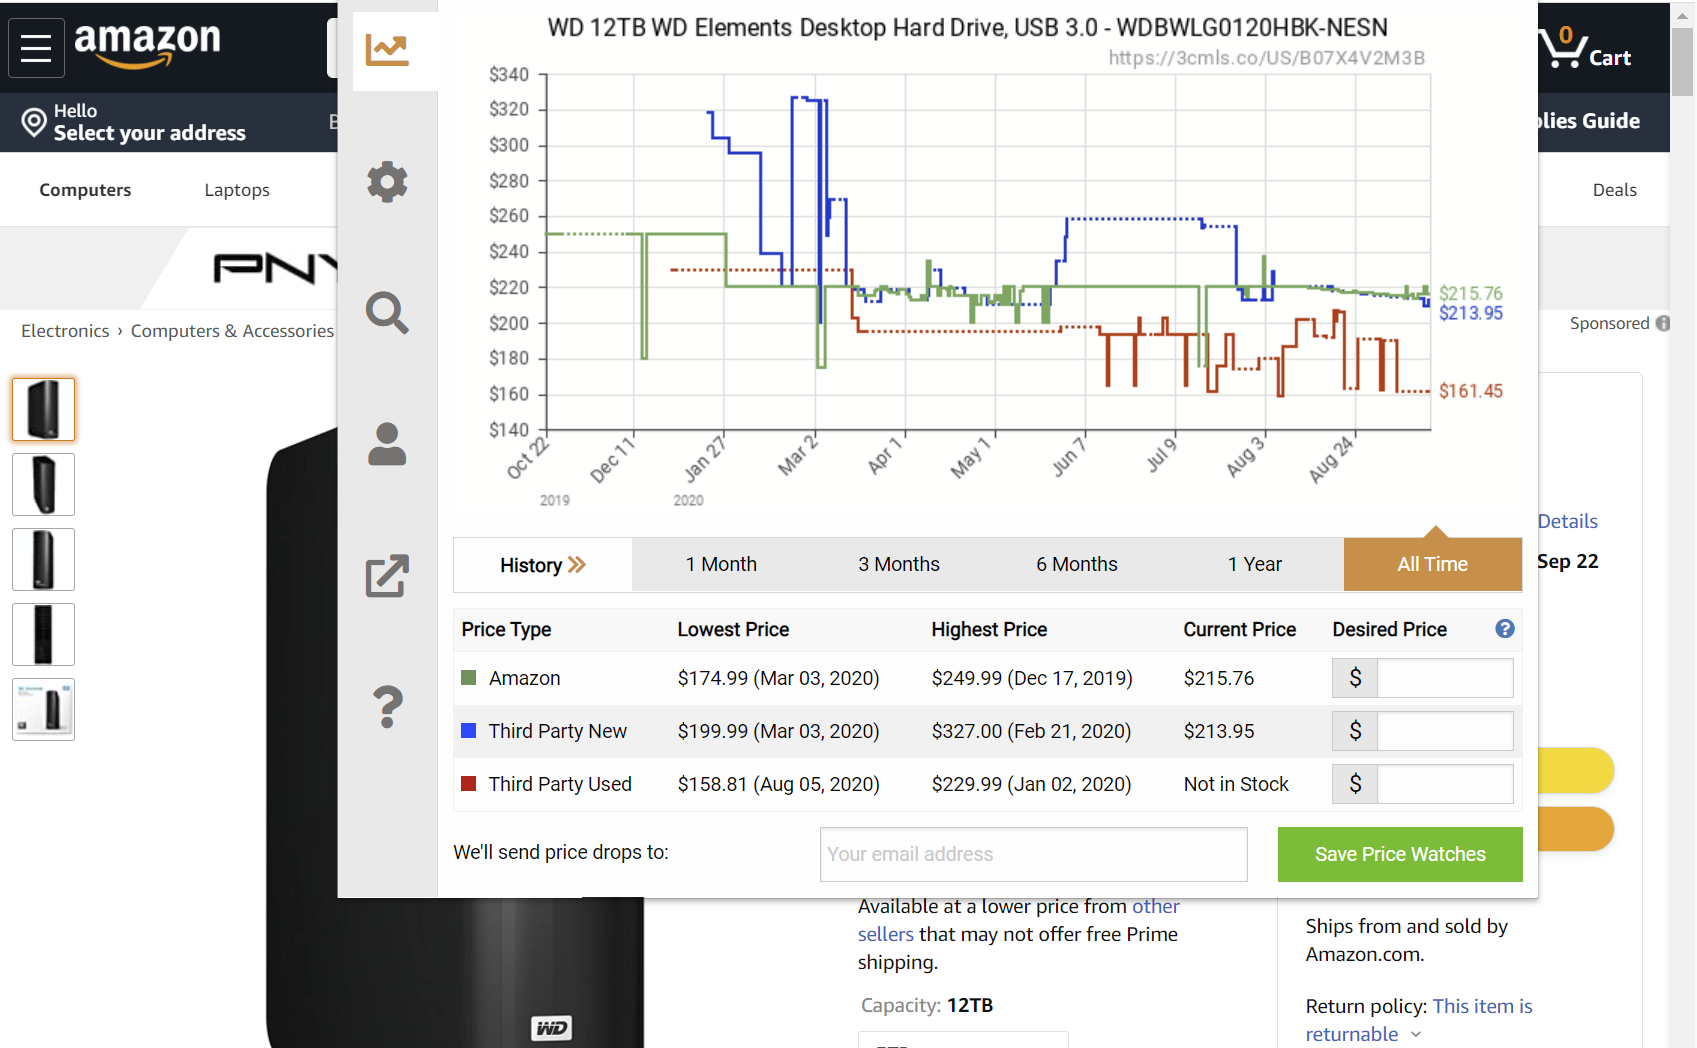 WD 12TB WD Elements Desktop Hard Drive, USB 3.0 - WDBWLG0120HBK-NESN
https://3cmls.co/US/B07X4V2M3B
amazon
0
Cart
Hello
Select your address
B
plies Guide
Computers
Laptops
Deals
PNY
Electronics › Computers & Accessories
Sponsored
$340
$320
$300
$280
$260
$240
$220
$200
$180
$160
$140
$215.76
$213.95
$161.45
Oct 22
Dec 11
Jan 27
Mar 2
Apr 1
May 1
Jun 7
Jul 9
Aug 3
Aug 24
2019
2020
Details
Sep 22
History
1 Month
3 Months
6 Months
1 Year
All Time
Price Type Lowest Price Highest Price Current Price Desired Price ?
Amazon $174.99 (Mar 03, 2020) $249.99 (Dec 17, 2019) $215.76 $
Third Party New $199.99 (Mar 03, 2020) $327.00 (Feb 21, 2020) $213.95 $
Third Party Used $158.81 (Aug 05, 2020) $229.99 (Jan 02, 2020) Not in Stock $
We'll send price drops to:
Your email address
Save Price Watches
Available at a lower price from other
sellers that may not offer free Prime
shipping.
Capacity: 12TB
WD
Ships from and sold by
Amazon.com.
Return policy: This item is
returnable